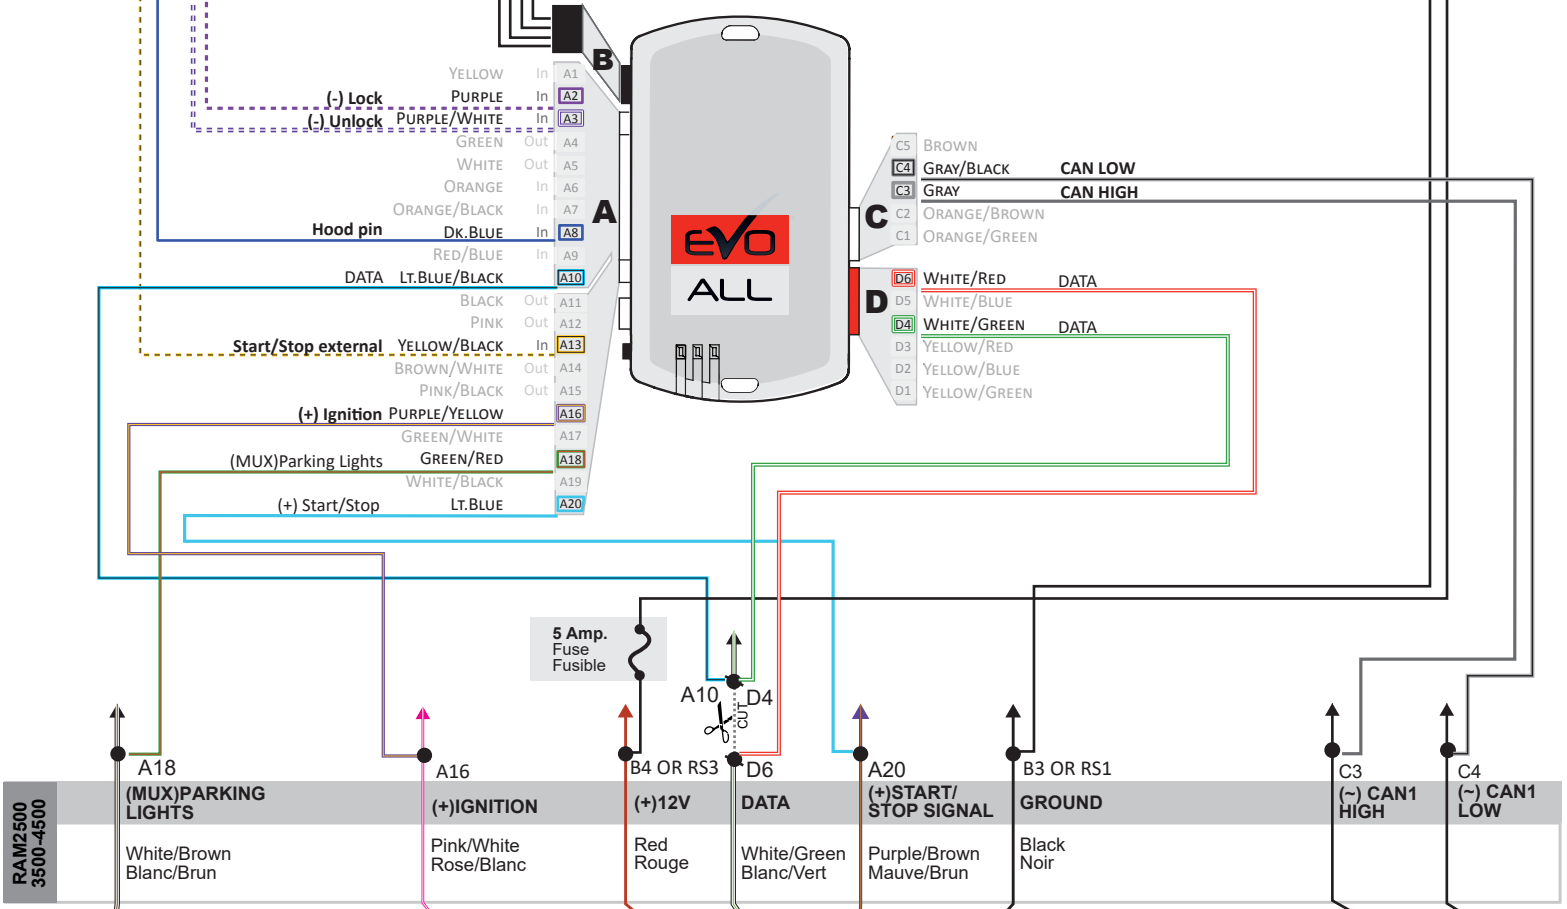 B
YELLOW In A1
(-) Lock PURPLE In A2
(-) Unlock PURPLE/WHITE In A3
GREEN Out A4
WHITE Out A5
ORANGE In A6
ORANGE/BLACK In A7
Hood pin DK.BLUE In A8
RED/BLUE In A9
DATA LT.BLUE/BLACK A10
BLACK Out A11
PINK Out A12
Start/Stop external YELLOW/BLACK In A13
BROWN/WHITE Out A14
PINK/BLACK Out A15
(+) Ignition PURPLE/YELLOW A16
GREEN/WHITE A17
(MUX)Parking Lights GREEN/RED A18
WHITE/BLACK A19
(+) Start/Stop LT.BLUE A20
A
EVO
ALL
C
C5 BROWN
C4 GRAY/BLACK CAN LOW
C3 GRAY CAN HIGH
C2 ORANGE/BROWN
C1 ORANGE/GREEN
D
D6 WHITE/RED DATA
D5 WHITE/BLUE
D4 WHITE/GREEN DATA
D3 YELLOW/RED
D2 YELLOW/BLUE
D1 YELLOW/GREEN
5 Amp.
Fuse
Fusible
A10 D4
CUT
A18
A16
B4 OR RS3
D6
A20
B3 OR RS1
C3
C4
RAM2500
3500-4500
(MUX)PARKING
LIGHTS
(+)IGNITION
(+)12V
DATA
(+)START/
STOP SIGNAL
GROUND
(~) CAN1
HIGH
(~) CAN1
LOW
White/Brown
Blanc/Brun
Pink/White
Rose/Blanc
Red
Rouge
White/Green
Blanc/Vert
Purple/Brown
Mauve/Brun
Black
Noir